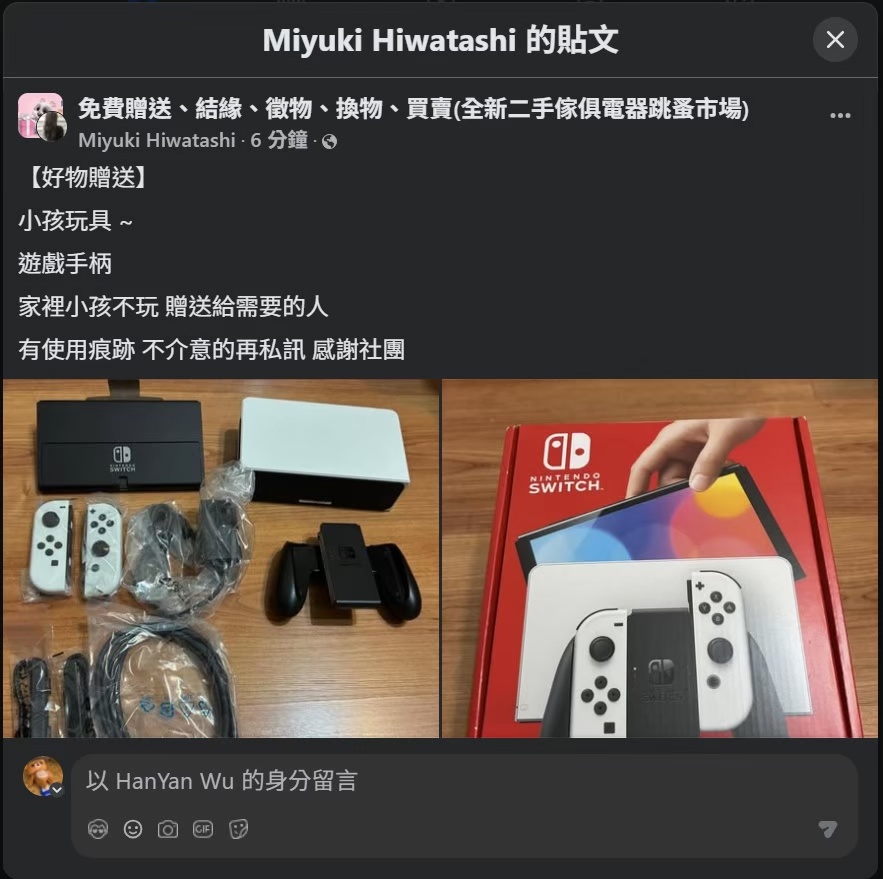 Miyuki Hiwatashi 的貼文
免費贈送、結緣、徵物、換物、買賣(全新二手傢俱電器跳蚤市場)
Miyuki Hiwatashi · 6 分鐘 ·
【好物贈送】
小孩玩具 ~
遊戲手柄
家裡小孩不玩 贈送給需要的人
有使用痕跡 不介意的再私訊 感謝社團
NINTENDO
SWITCH
NINTENDO
SWITCH
以 HanYan Wu 的身分留言
GIF